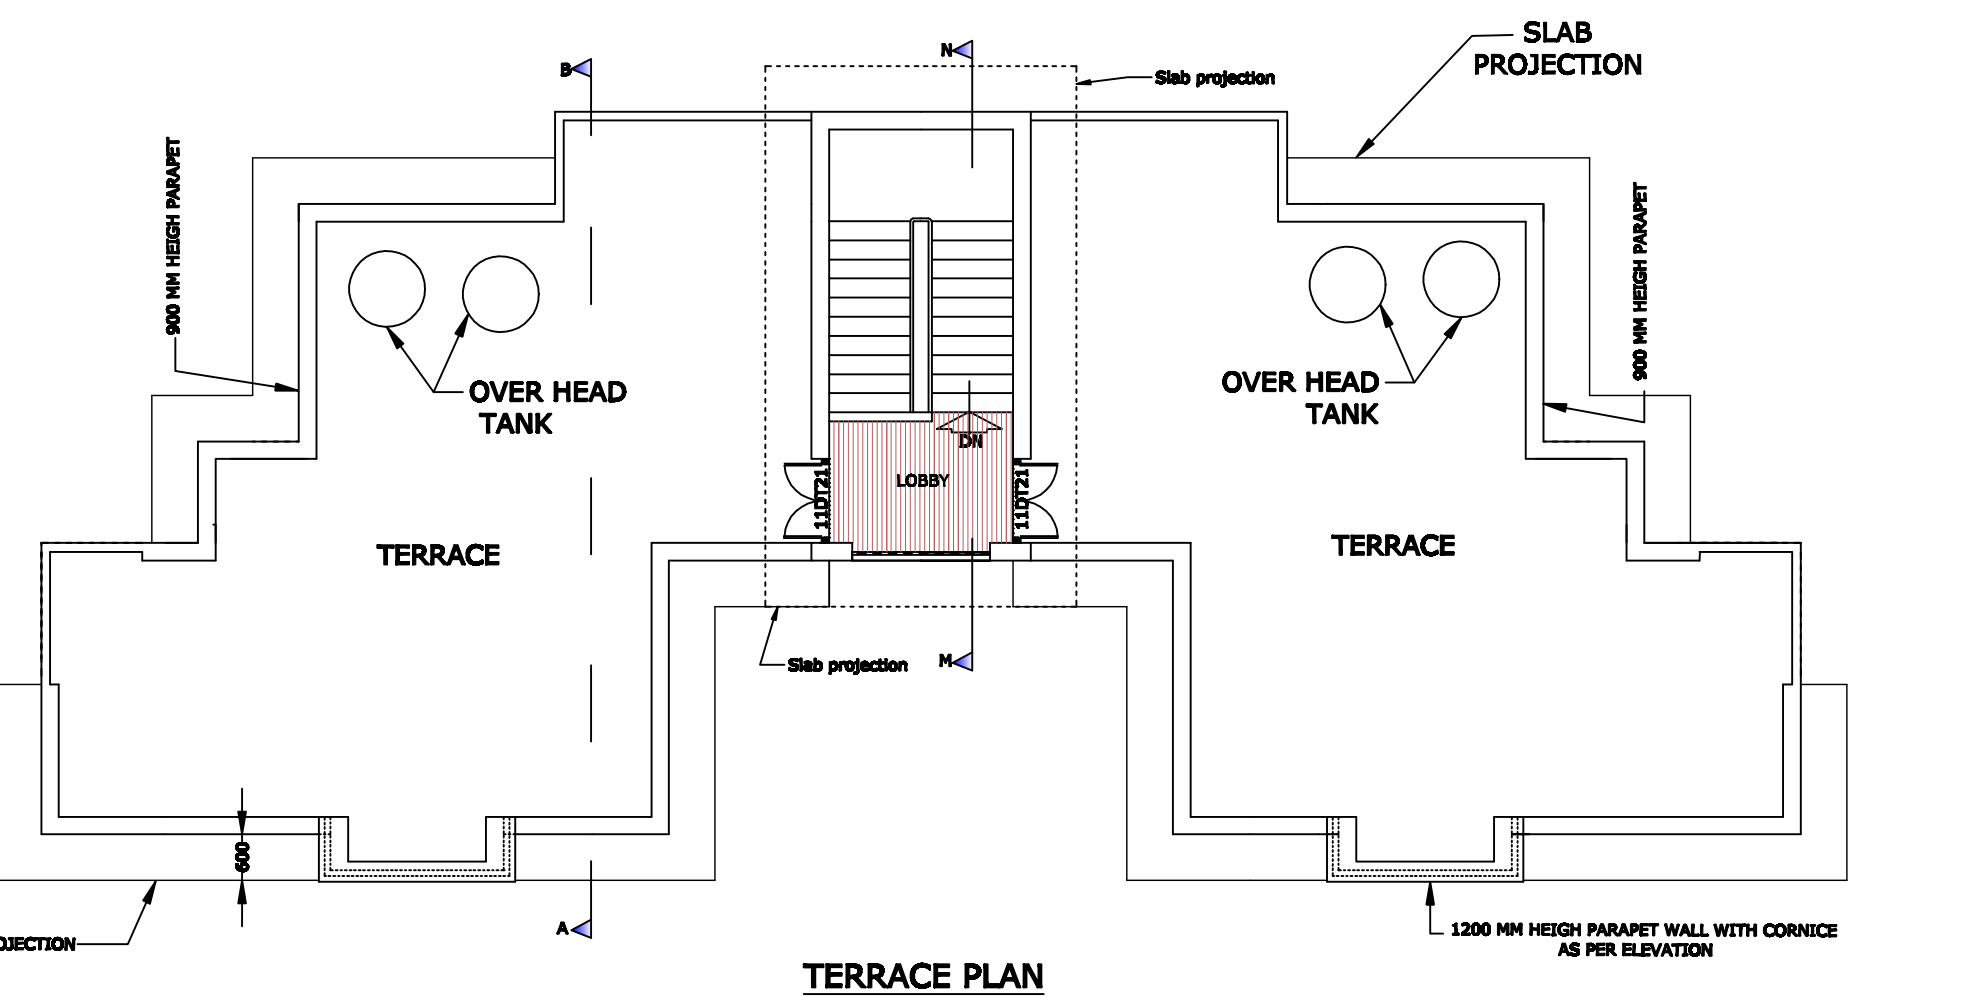 SLAB
PROJECTION
N
B
Slab projection
900 MM HEIGH PARAPET
900 MM HEIGH PARAPET
OVER HEAD
TANK
OVER HEAD
TANK
DN
LOBBY
11DT21
11DT21
TERRACE
TERRACE
M
Slab projection
600
A
OJECTION
1200 MM HEIGH PARAPET WALL WITH CORNICE
AS PER ELEVATION
TERRACE PLAN